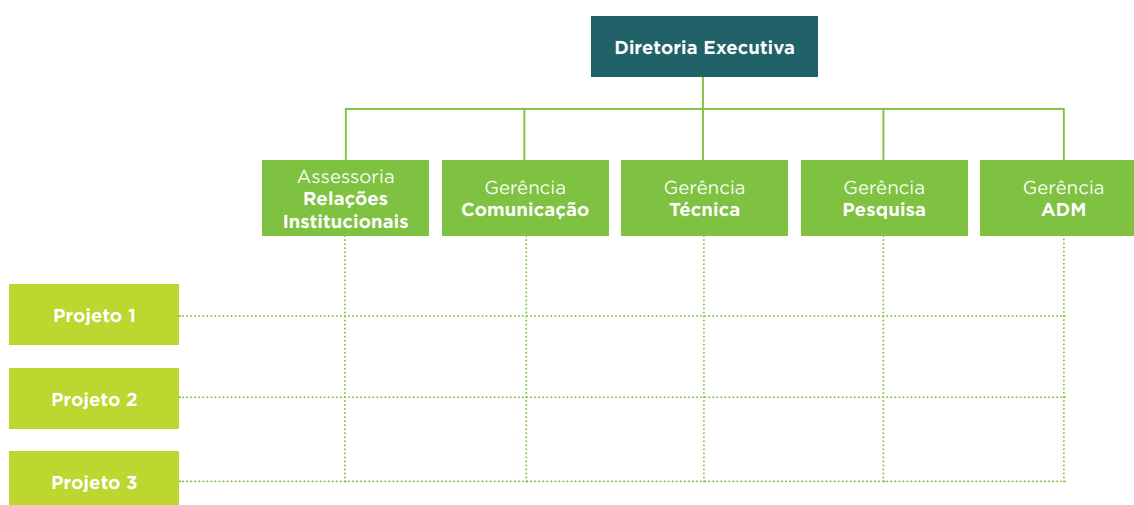 Diretoria Executiva
Assessoria
Relações
Institucionais
Gerência
Comunicação
Gerência
Técnica
Gerência
Pesquisa
Gerência
ADM
Projeto 1
Projeto 2
Projeto 3